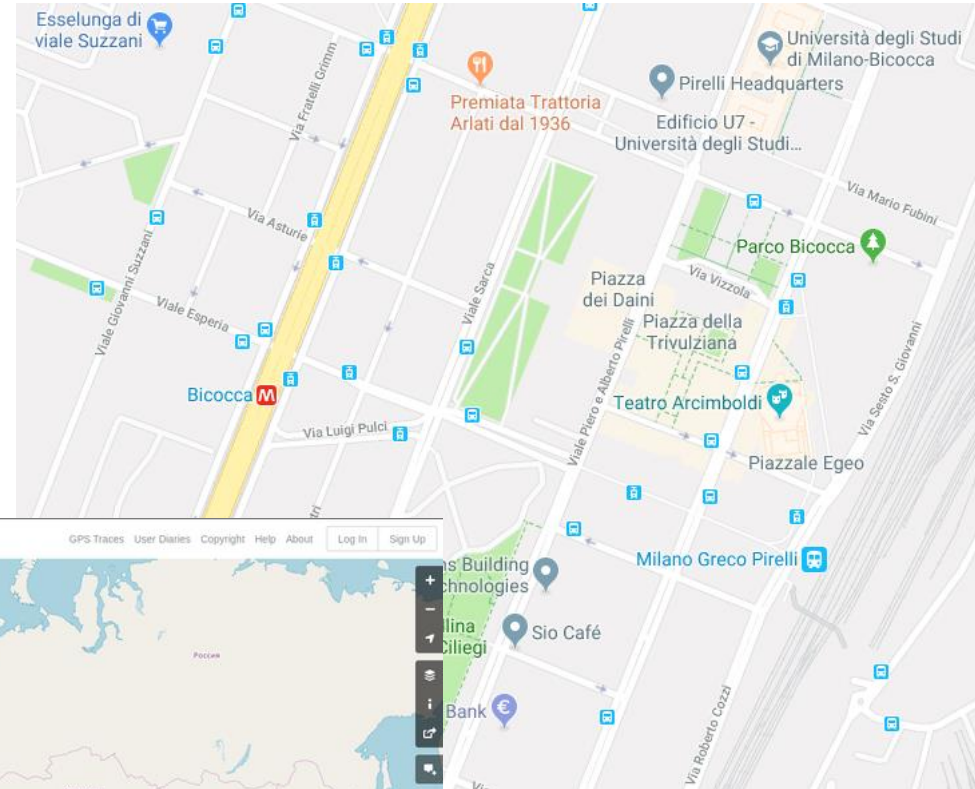 Esselunga di
viale Suzzani
Via Fratelli Grimm
Premiata Trattoria
Arlati dal 1936
Università degli Studi
di Milano-Bicocca
Pirelli Headquarters
Edificio U7 -
Università degli Studi...
Via Mario Fubini
Parco Bicocca
Via Asturie
Viale Giovanni Suzzani
Viale Esperia
Viale Sarca
Piazza
dei Daini
Via Vizzola
Piazza della
Trivulziana
Viale Piero e Alberto Pirelli
Via Sesto S. Giovanni
Bicocca
M
Teatro Arcimboldi
Via Luigi Pulci
Piazzale Egeo
Milano Greco Pirelli
Building
Sio Café
Ciliegi
Bank
€
Via Roberto Cozzi
GPS Traces User Diaries Copyright Help About Log In Sign Up
Россия